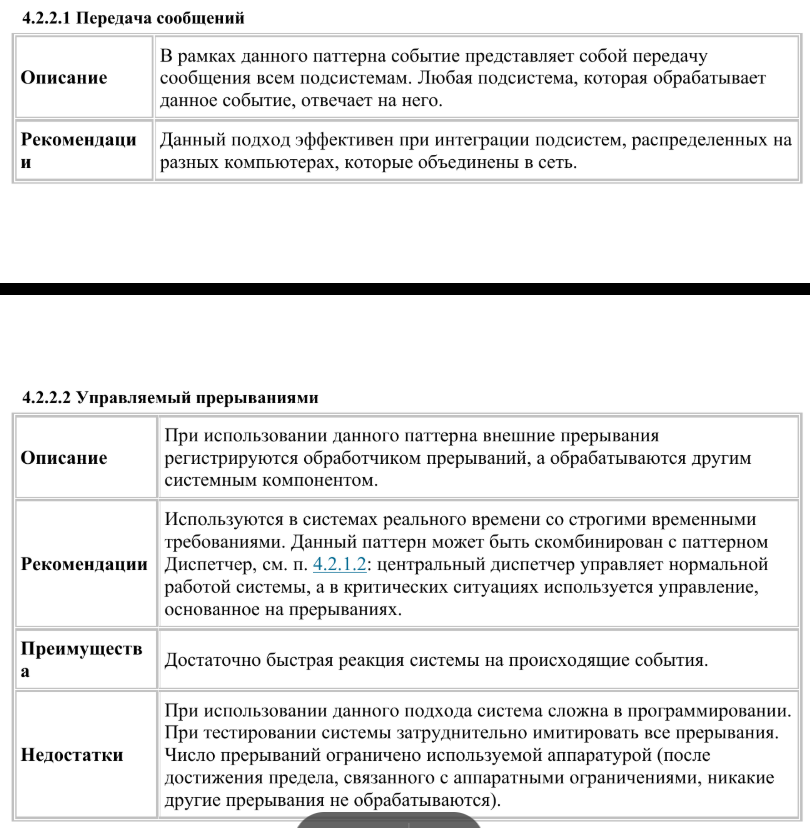 4.2.2.1 Передача сообщений
В рамках данного паттерна событие представляет собой передачу
Описание
сообщения всем подсистемам. Любая подсистема, которая обрабатывает
данное событие, отвечает на него.
Рекомендаци
и
Данный подход эффективен при интеграции подсистем, распределенных на
разных компьютерах, которые объединены в сеть.
4.2.2.2 Управляемый прерываниями
Описание
При использовании данного паттерна внешние прерывания
регистрируются обработчиком прерываний, а обрабатываются другим
системным компонентом.
Рекомендации
Используются в системах реального времени со строгими временными
требованиями. Данный паттерн может быть скомбинирован с паттерном
Диспетчер, см. п. 4.2.1.2: центральный диспетчер управляет нормальной
работой системы, а в критических ситуациях используется управление,
основанное на прерываниях.
Преимуществ
а
Достаточно быстрая реакция системы на происходящие события.
Недостатки
При использовании данного подхода система сложна в программировании.
При тестировании системы затруднительно имитировать все прерывания.
Число прерываний ограничено используемой аппаратурой (после
достижения предела, связанного с аппаратными ограничениями, никакие
другие прерывания не обрабатываются).